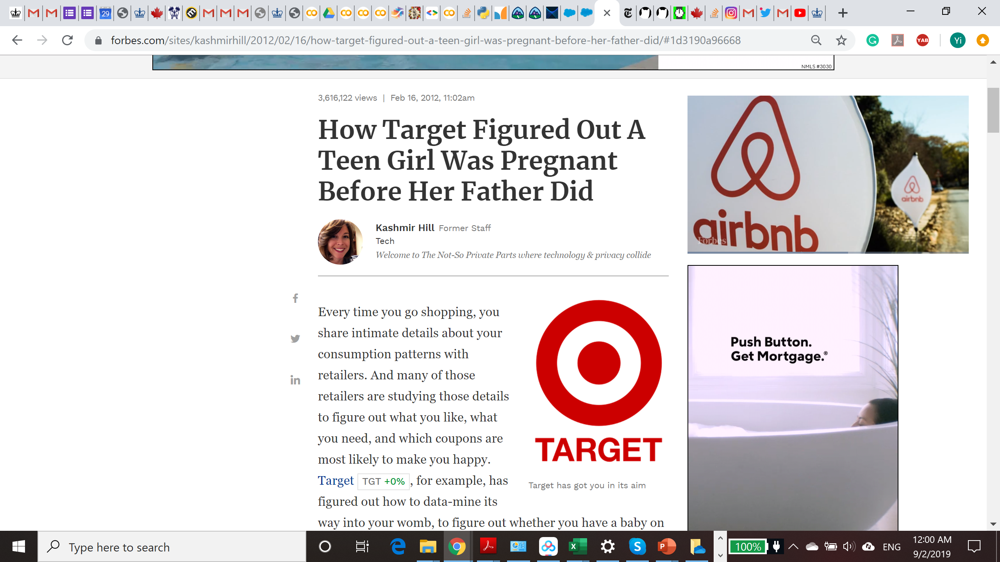 29
forbes.com/sites/kashmirhill/2012/02/16/how-target-figured-out-a-teen-girl-was-pregnant-before-her-father-did/#1d3190a96668
YAB
Yi
NMLS #3030
3,616,122 views | Feb 16, 2012, 11:02am
How Target Figured Out A
Teen Girl Was Pregnant
Before Her Father Did
Kashmir Hill Former Staff
Tech
Welcome to The Not-So Private Parts where technology & privacy collide
airbnb
airbnb
Forbes
Every time you go shopping, you
share intimate details about your
consumption patterns with
retailers. And many of those
retailers are studying those details
to figure out what you like, what
you need, and which coupons are
most likely to make you happy.
Target TGT +0% , for example, has
figured out how to data-mine its
way into your womb, to figure out whether you have a baby on
TARGET
Target has got you in its aim
Push Button.
Get Mortgage.®
Type here to search
100%
ENG
12:00 AM
9/2/2019